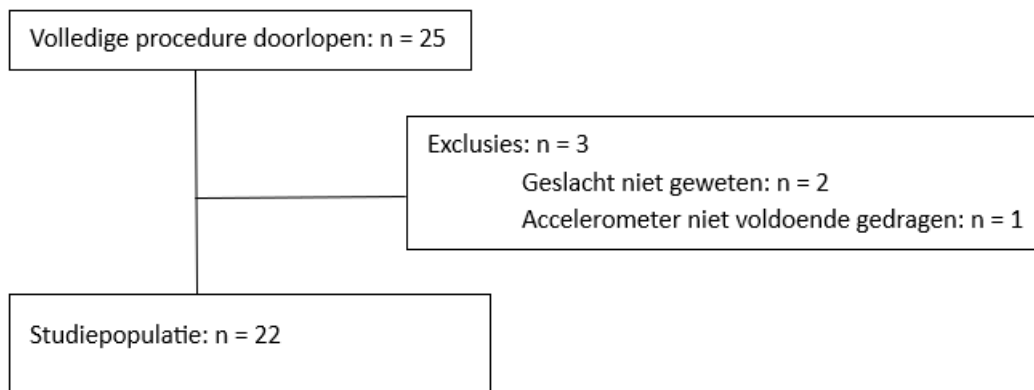 Volledige procedure doorlopen: n = 25
Exclusies: n = 3
Geslacht niet geweten: n = 2
Accelerometer niet voldoende gedragen: n = 1
Studiepopulatie: n = 22